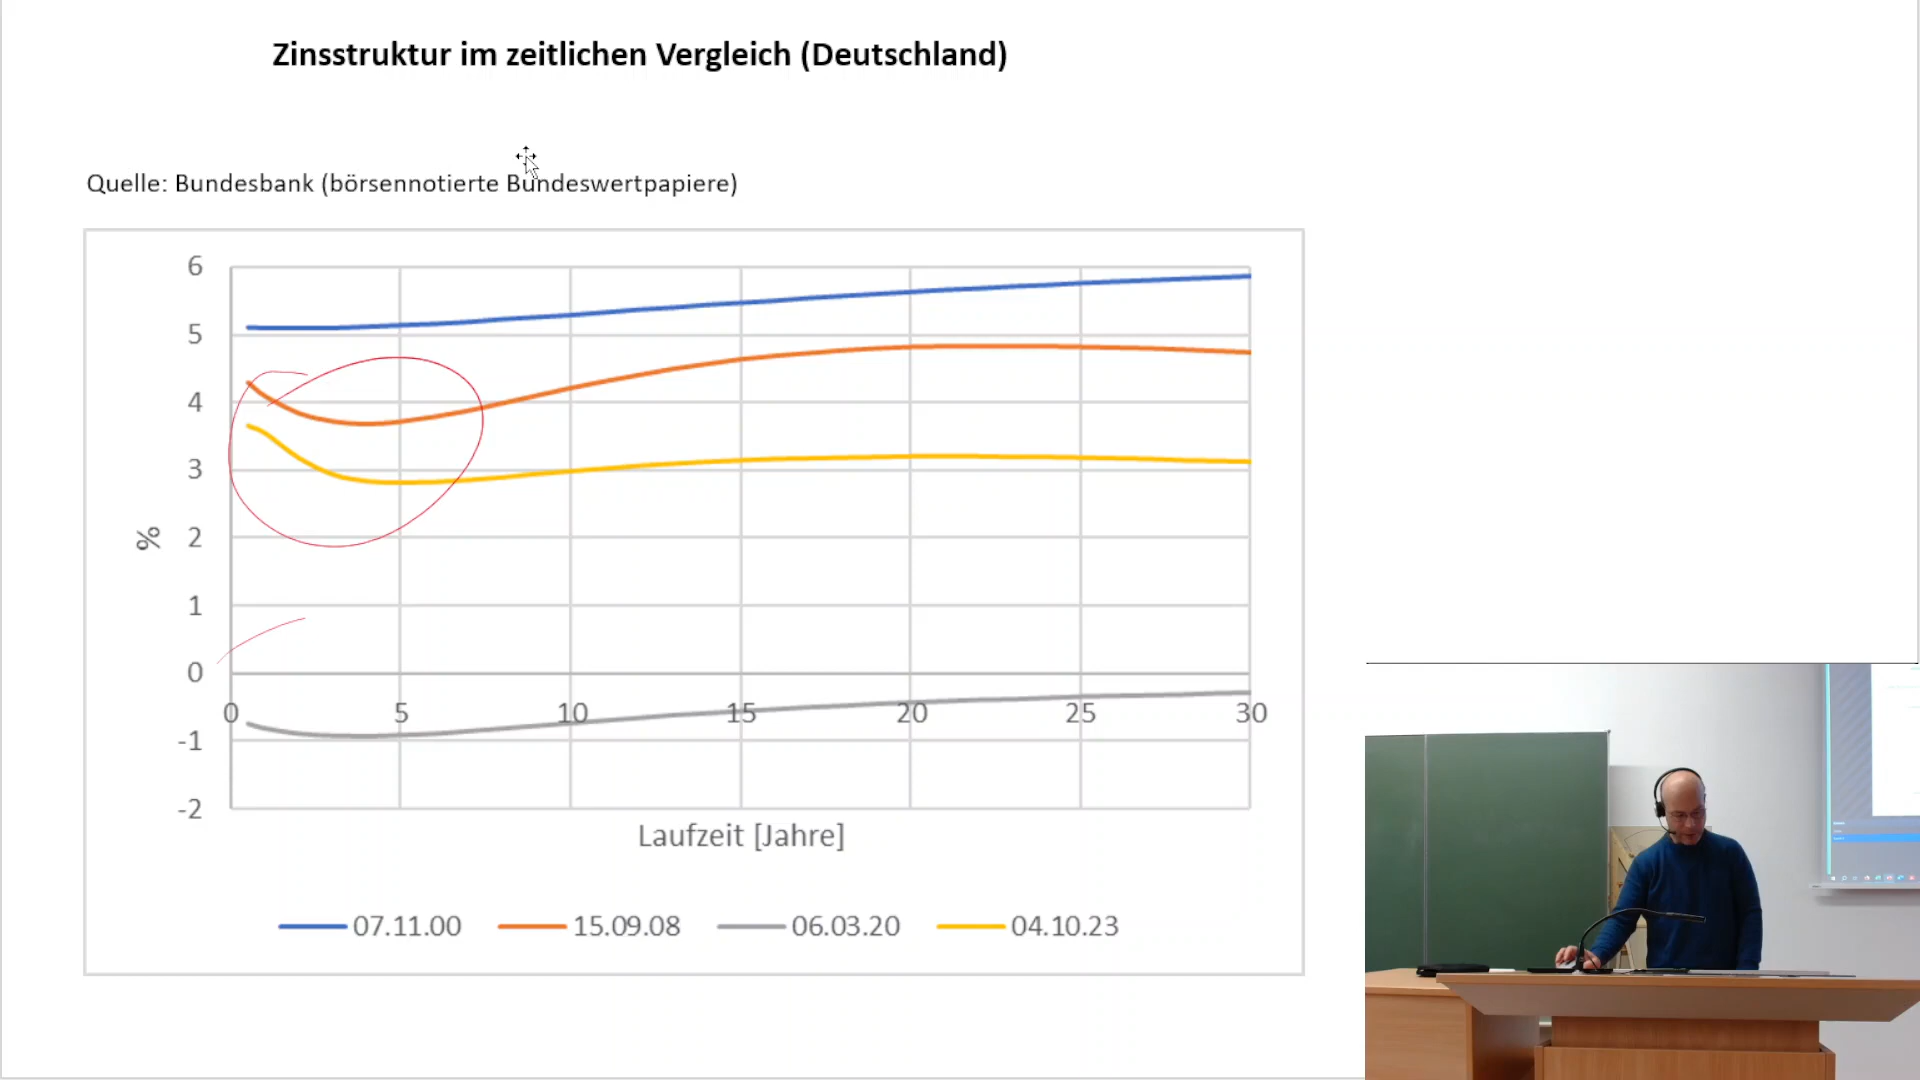 Zinsstruktur im zeitlichen Vergleich (Deutschland)
Quelle: Bundesbank (börsennotierte Bundeswertpapiere)
6
5
4
3
2
1
0
-1
-2
%
0 5 10 15 20 25 30
Laufzeit [Jahre]
07.11.00 15.09.08 06.03.20 04.10.23